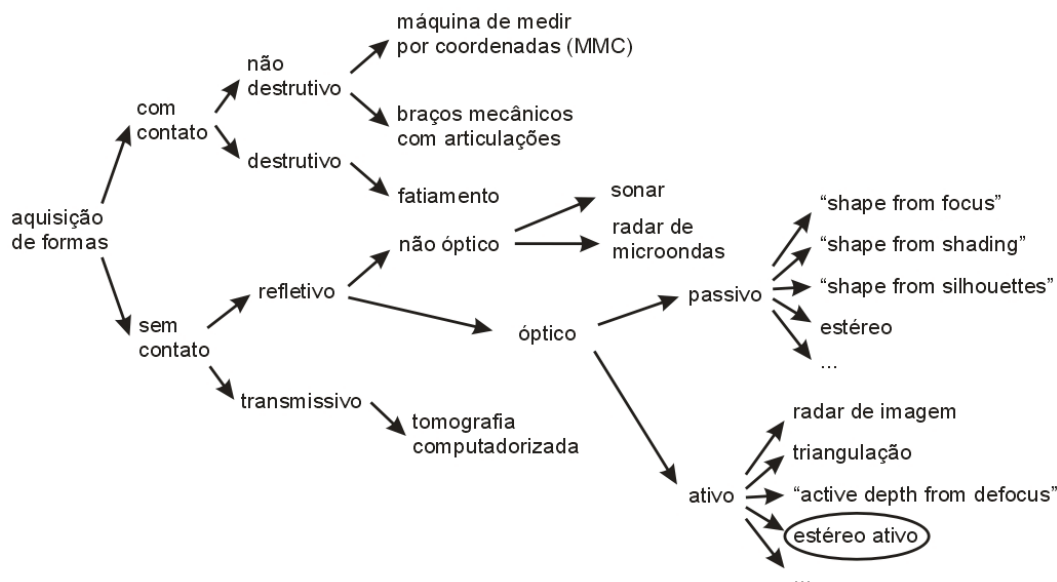 máquina de medir
por coordenadas (MMC)
não
destrutivo
com
contato
braços mecânicos
com articulações
destrutivo
fatiamento
sonar
aquisição
de formas
não óptico
radar de
microondas
"shape from focus"
"shape from shading"
refletivo
passivo
"shape from silhouettes"
sem
contato
óptico
estéreo
...
transmissivo
tomografia
computadorizada
radar de imagem
triangulação
ativo
"active depth from defocus"
estéreo ativo
...